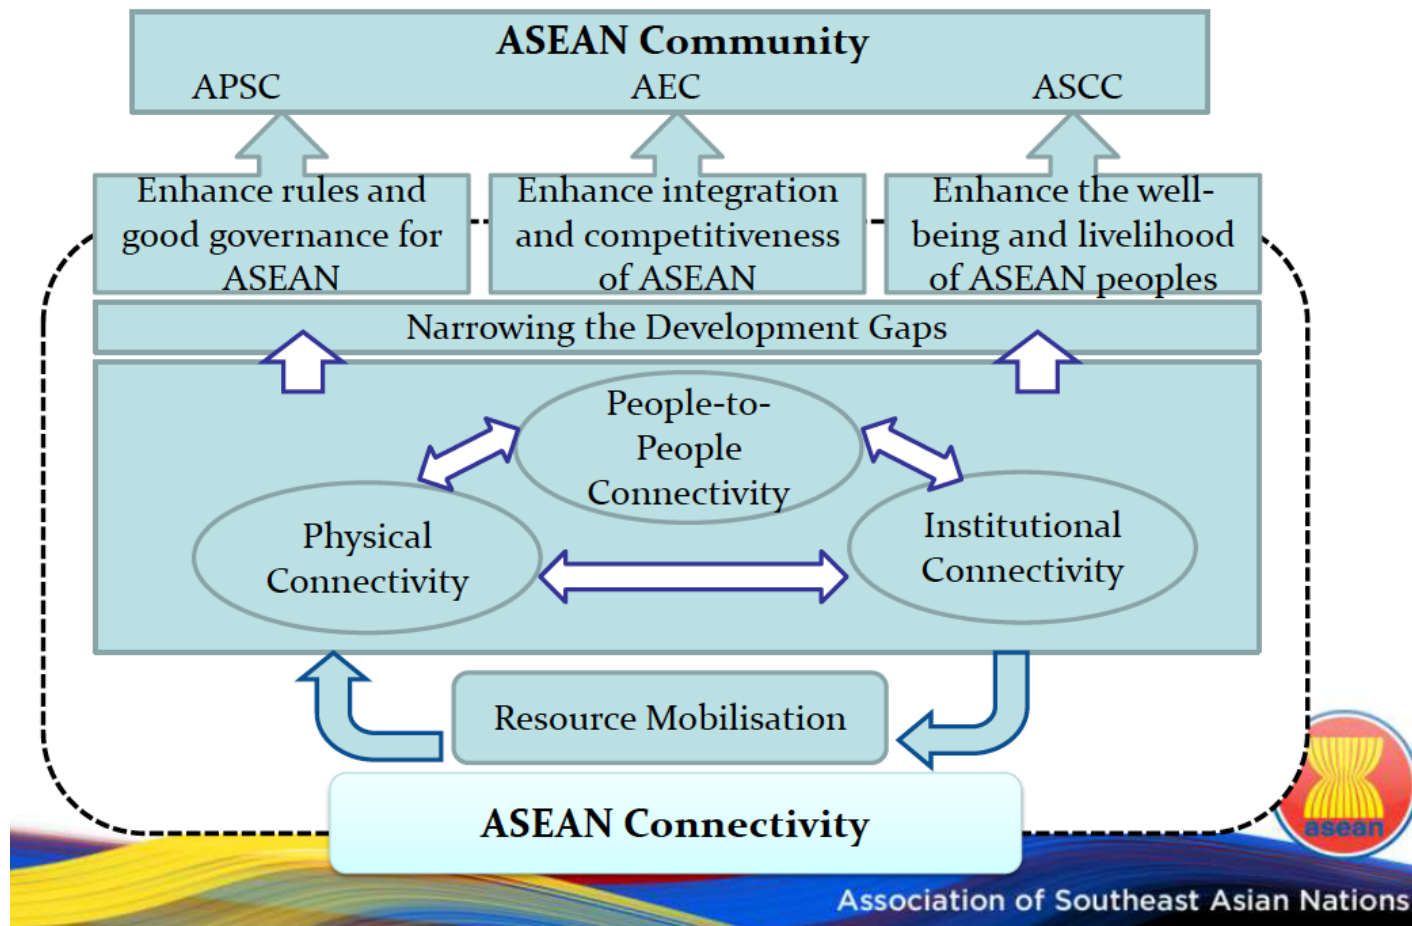 ASEAN Community
APSC AEC ASCC
Enhance rules and
good governance for
ASEAN
Enhance integration
and competitiveness
of ASEAN
Enhance the well-
being and livelihood
of ASEAN peoples
Narrowing the Development Gaps
People-to-
People
Connectivity
Physical
Connectivity
Institutional
Connectivity
Resource Mobilisation
ASEAN Connectivity
asean
Association of Southeast Asian Nations